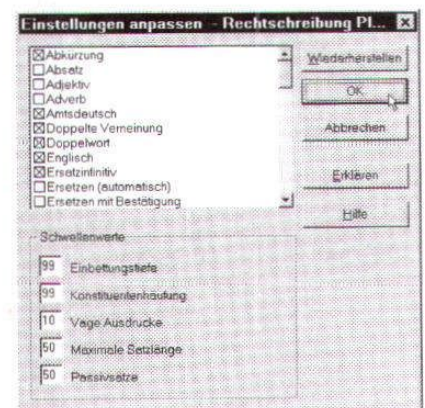 Einstellungen anpassen - Rechtschreibung Pl...
Abkürzung
Absatz
Adjektiv
Adverb
Amtsdeutsch
Doppelte Verneinung
Doppelwort
Englisch
Ersatzinfinitiv
Ersetzen (automatisch)
Ersetzen mit Bestätigung
Wiederherstellen
OK
Abbrechen
Erklären
Hilfe
Schwellenwerte
99 Einbettungstiefe
99 Konstituentenhäufung
10 Vage Ausdrücke
50 Maximale Satzlänge
50 Passivsätze